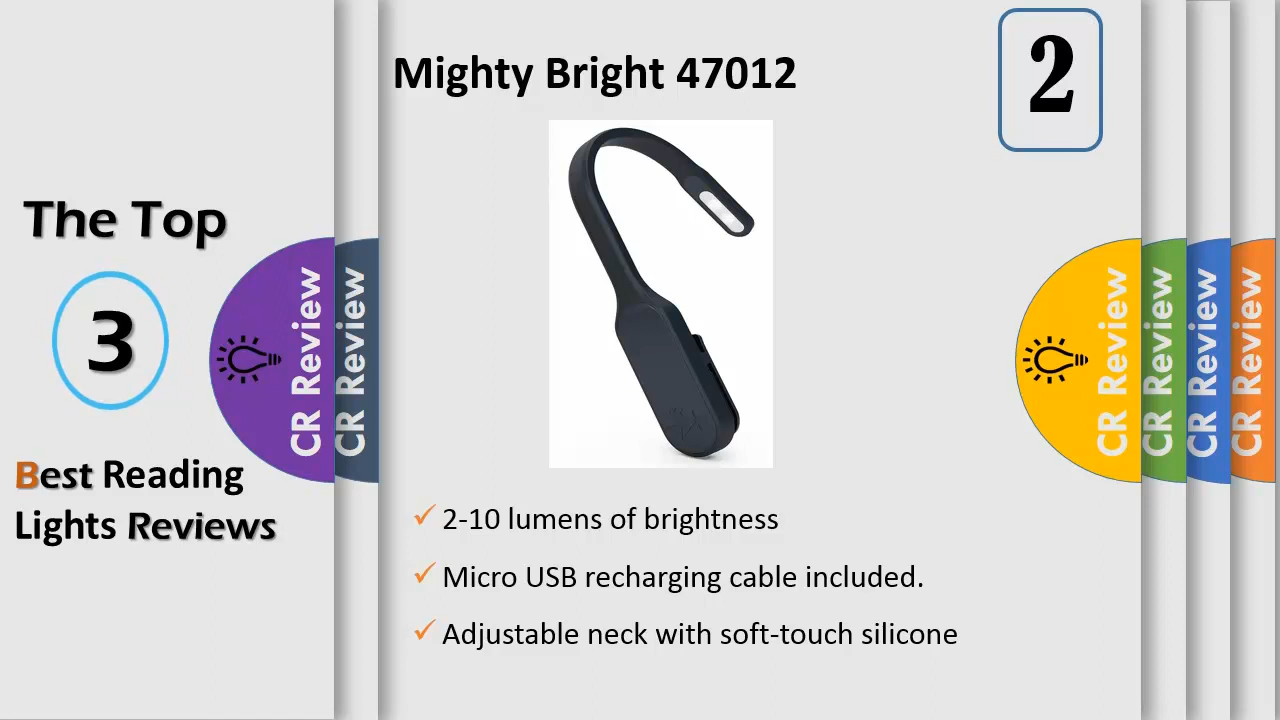 Mighty Bright 47012
2
The Top
3
Best Reading
Lights Reviews
CR Review
CR Review
2-10 lumens of brightness
Micro USB recharging cable included.
Adjustable neck with soft-touch silicone
CR Review
CR Review
CR Review
CR Review